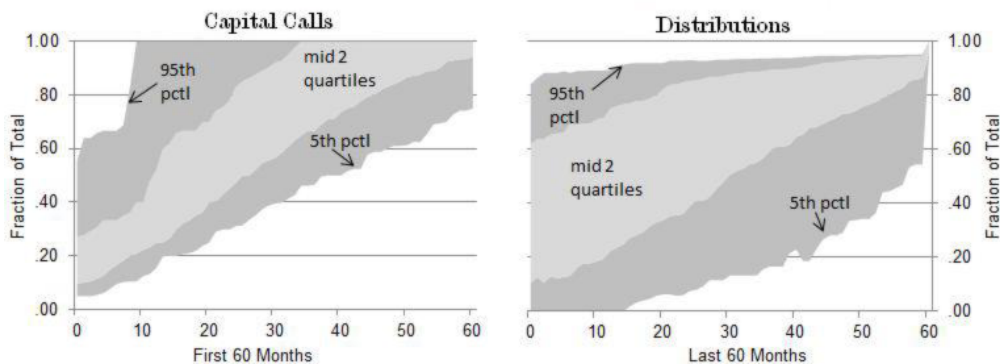 Capital Calls
Fraction of Total
1.00
.80
.60
.40
.20
.00
95th
pctl
mid 2
quartiles
5th pctl
0 10 20 30 40 50 60
First 60 Months
Distributions
95th
pctl
mid 2
quartiles
5th pctl
1.00
.80
.60
.40
.20
.00
Fraction of Total
0 10 20 30 40 50 60
Last 60 Months